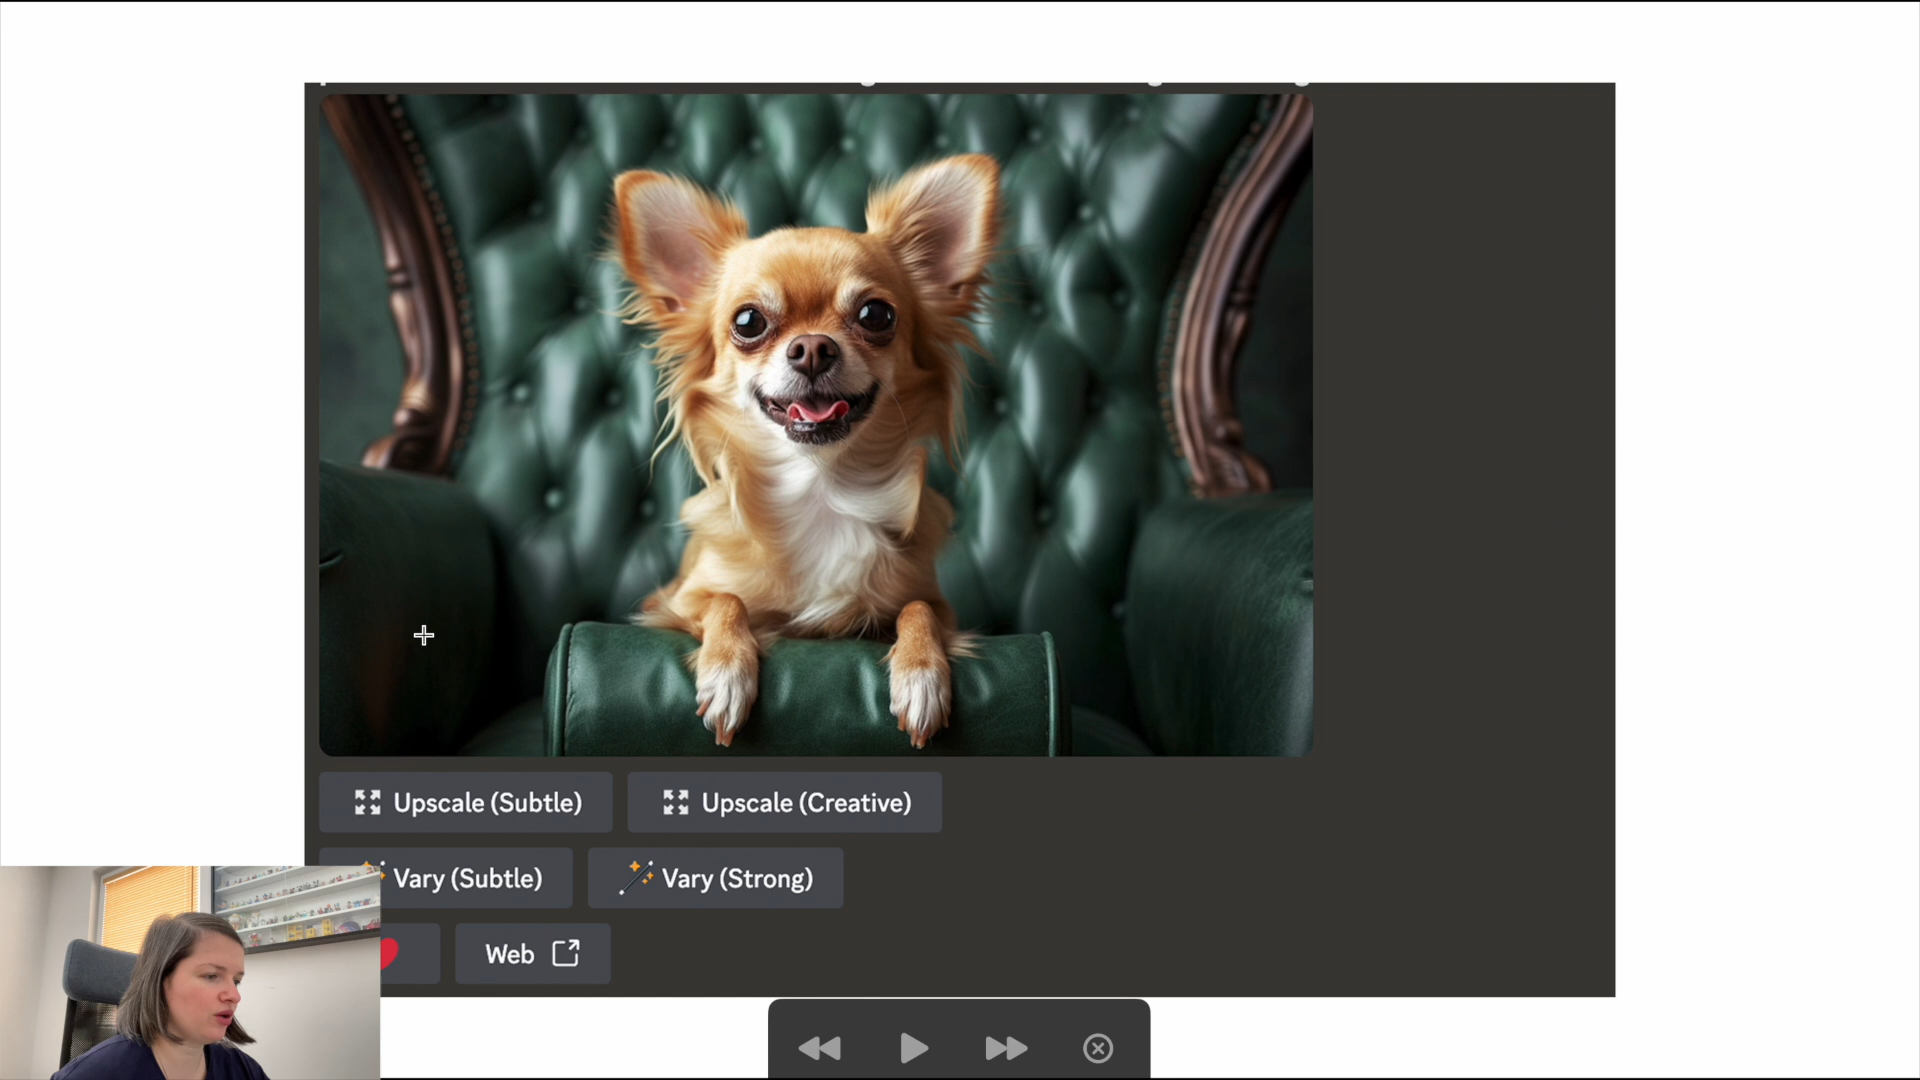 Upscale (Subtle) Upscale (Creative)
Vary (Subtle) Vary (Strong)
Web